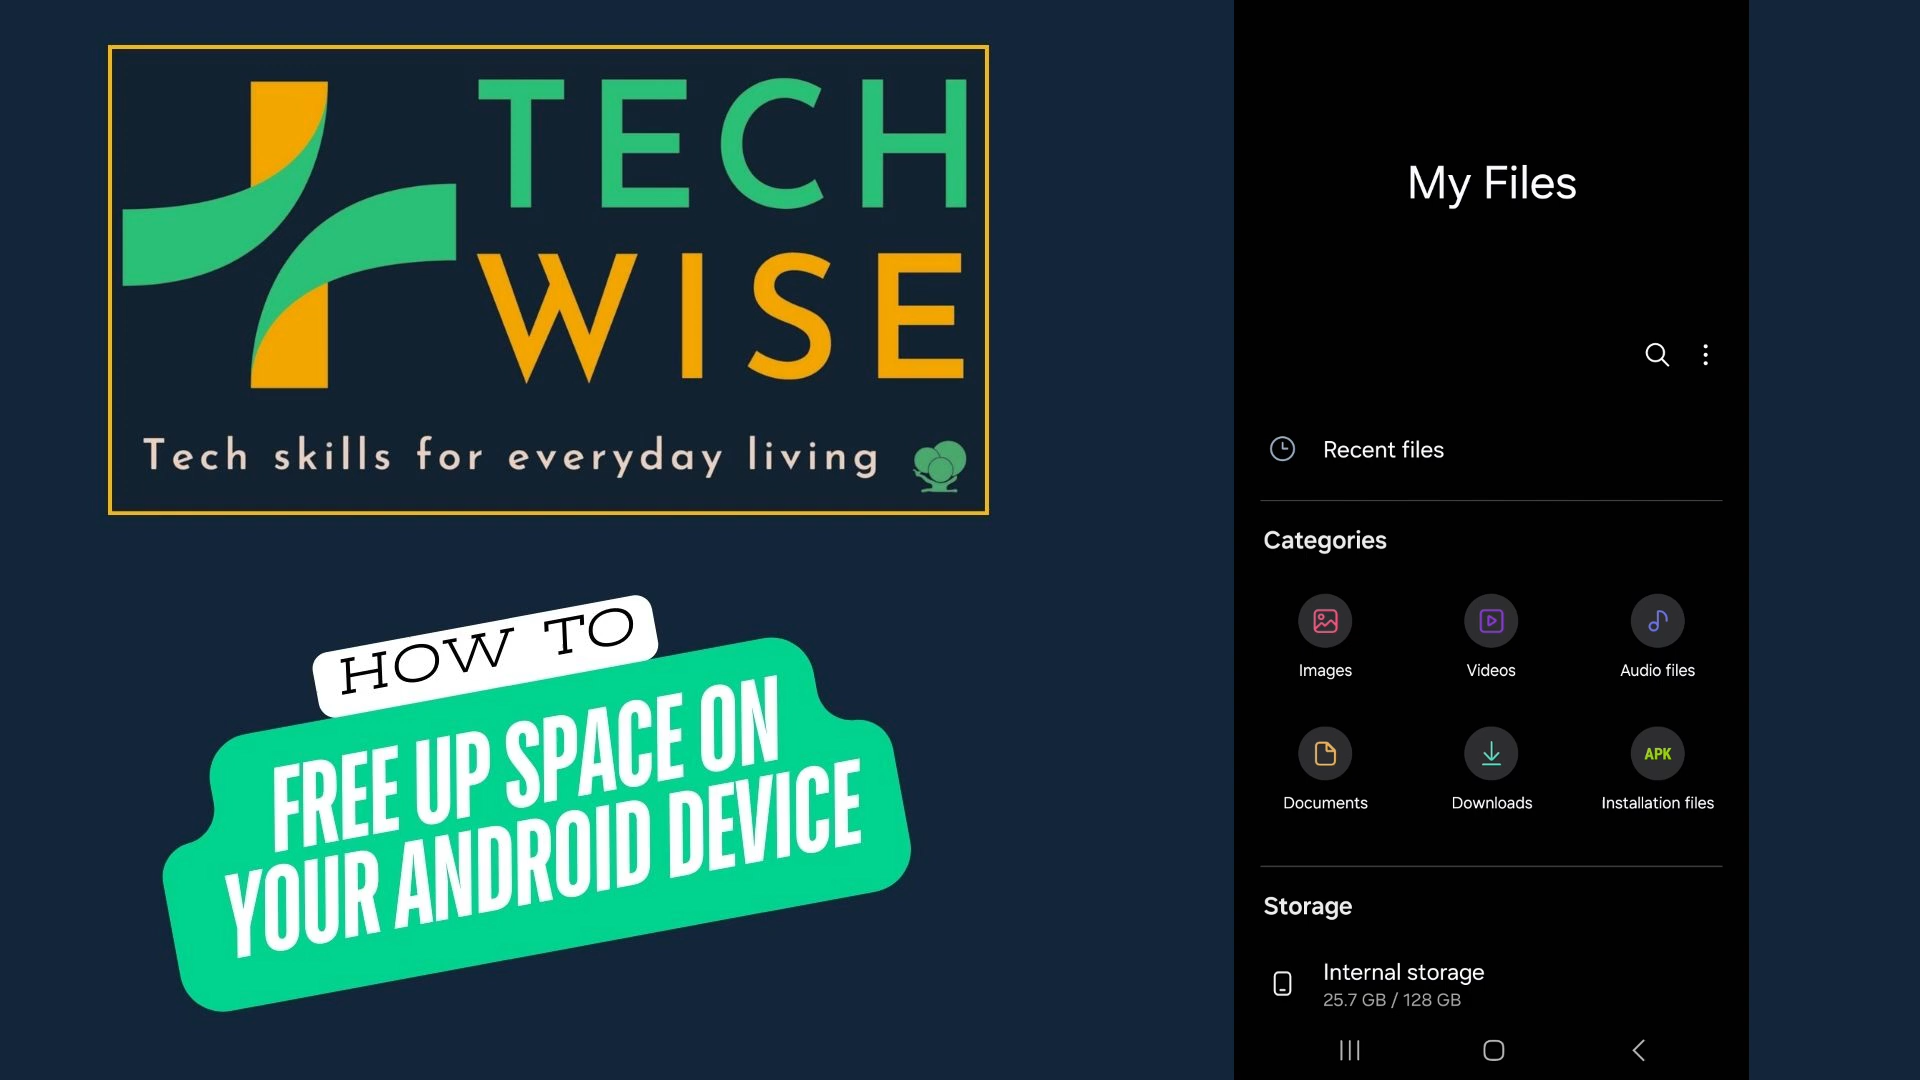 TECH
WISE
Tech skills for everyday living
HOW TO
FREE UP SPACE ON
YOUR ANDROID DEVICE
My Files
Recent files
Categories
Images
Videos
Audio files
Documents
Downloads
APK
Installation files
Storage
Internal storage
25.7 GB / 128 GB